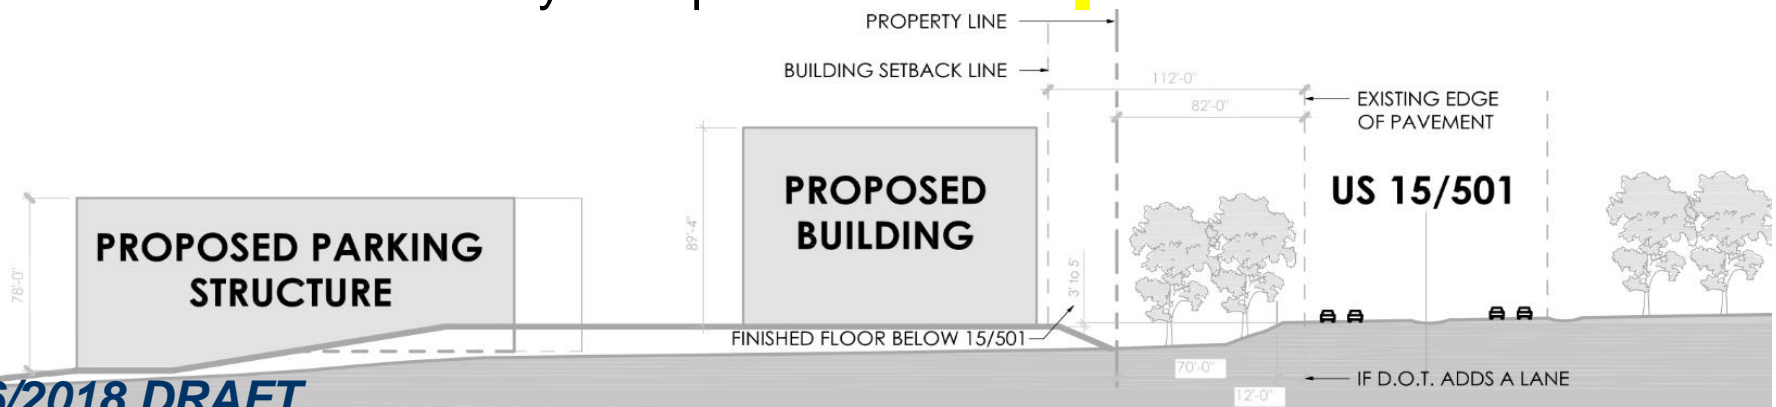 PROPERTY LINE
BUILDING SETBACK LINE
112'-0"
82'-0"
EXISTING EDGE
OF PAVEMENT
US 15/501
PROPOSED
BUILDING
89'-4"
PROPOSED PARKING
STRUCTURE
78'-0"
3' to 5'
FINISHED FLOOR BELOW 15/501
70'-0"
IF D.O.T. ADDS A LANE
12'-0"
6/2018 DRAFT